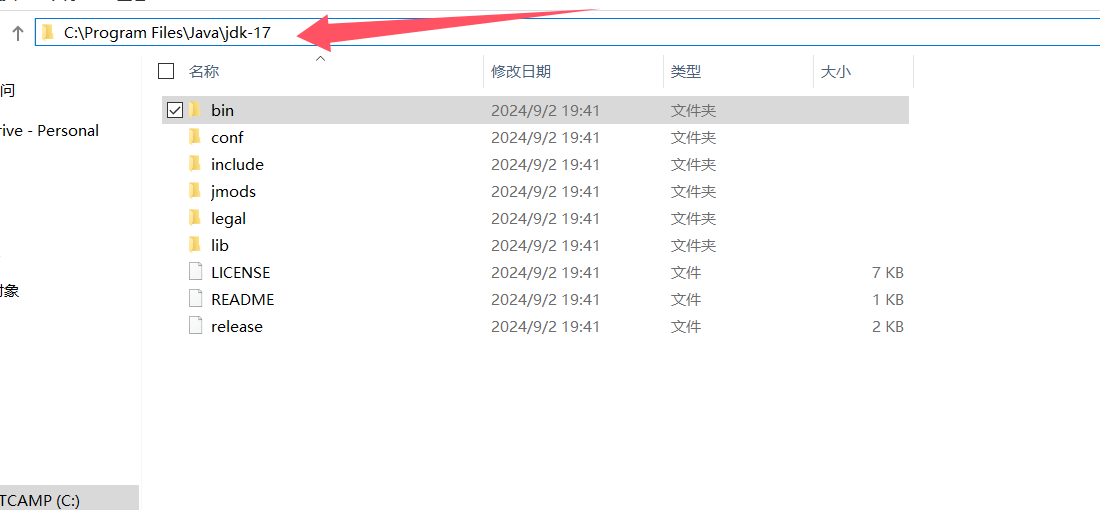 C:\Program Files\Java\jdk-17
名称 修改日期 类型 大小
问
bin 2024/9/2 19:41 文件夹
rive - Personal
conf 2024/9/2 19:41 文件夹
include 2024/9/2 19:41 文件夹
jmods 2024/9/2 19:41 文件夹
legal 2024/9/2 19:41 文件夹
lib 2024/9/2 19:41 文件夹
LICENSE 2024/9/2 19:41 文件 7 KB
对象
README 2024/9/2 19:41 文件 1 KB
release 2024/9/2 19:41 文件 2 KB
TCAMP (C:)